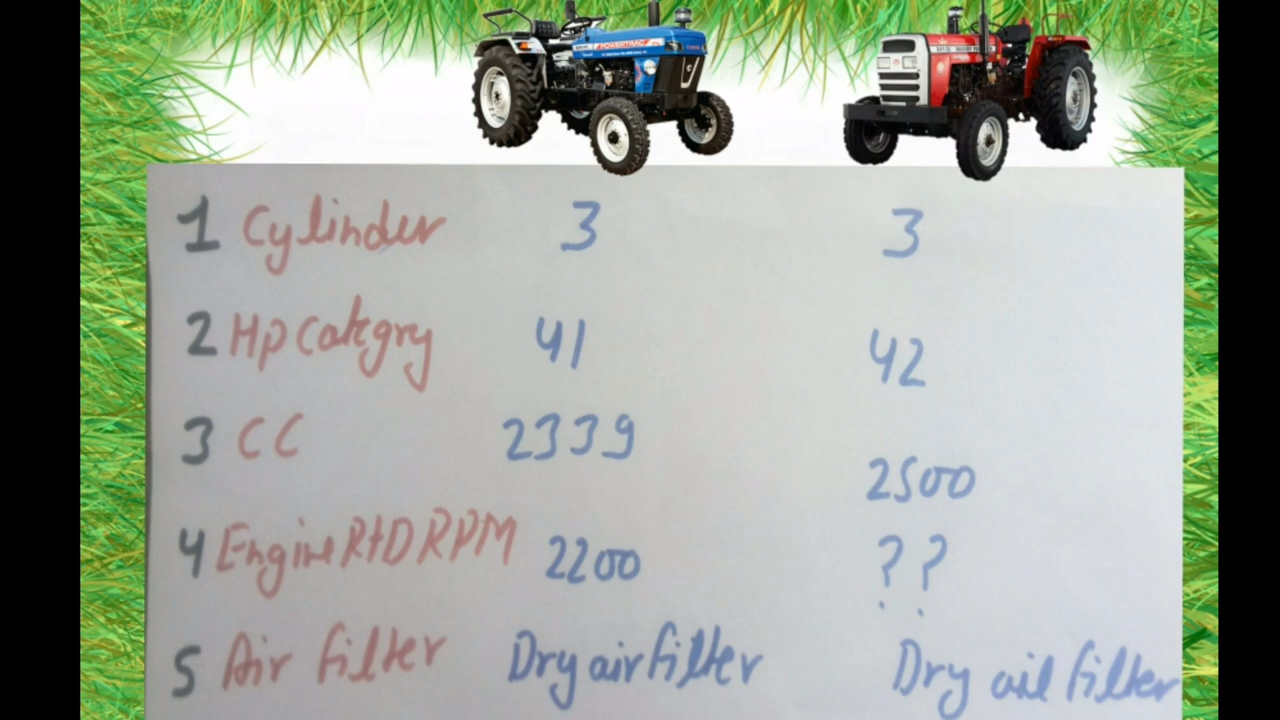 POWERTRAC
1 Cylinder 3 3
2 Hp Categry 41 42
3 CC 2339 2500
4 Engine RtD RPM 2200 ??
5 Air filter Dry air filter Dry oil filter